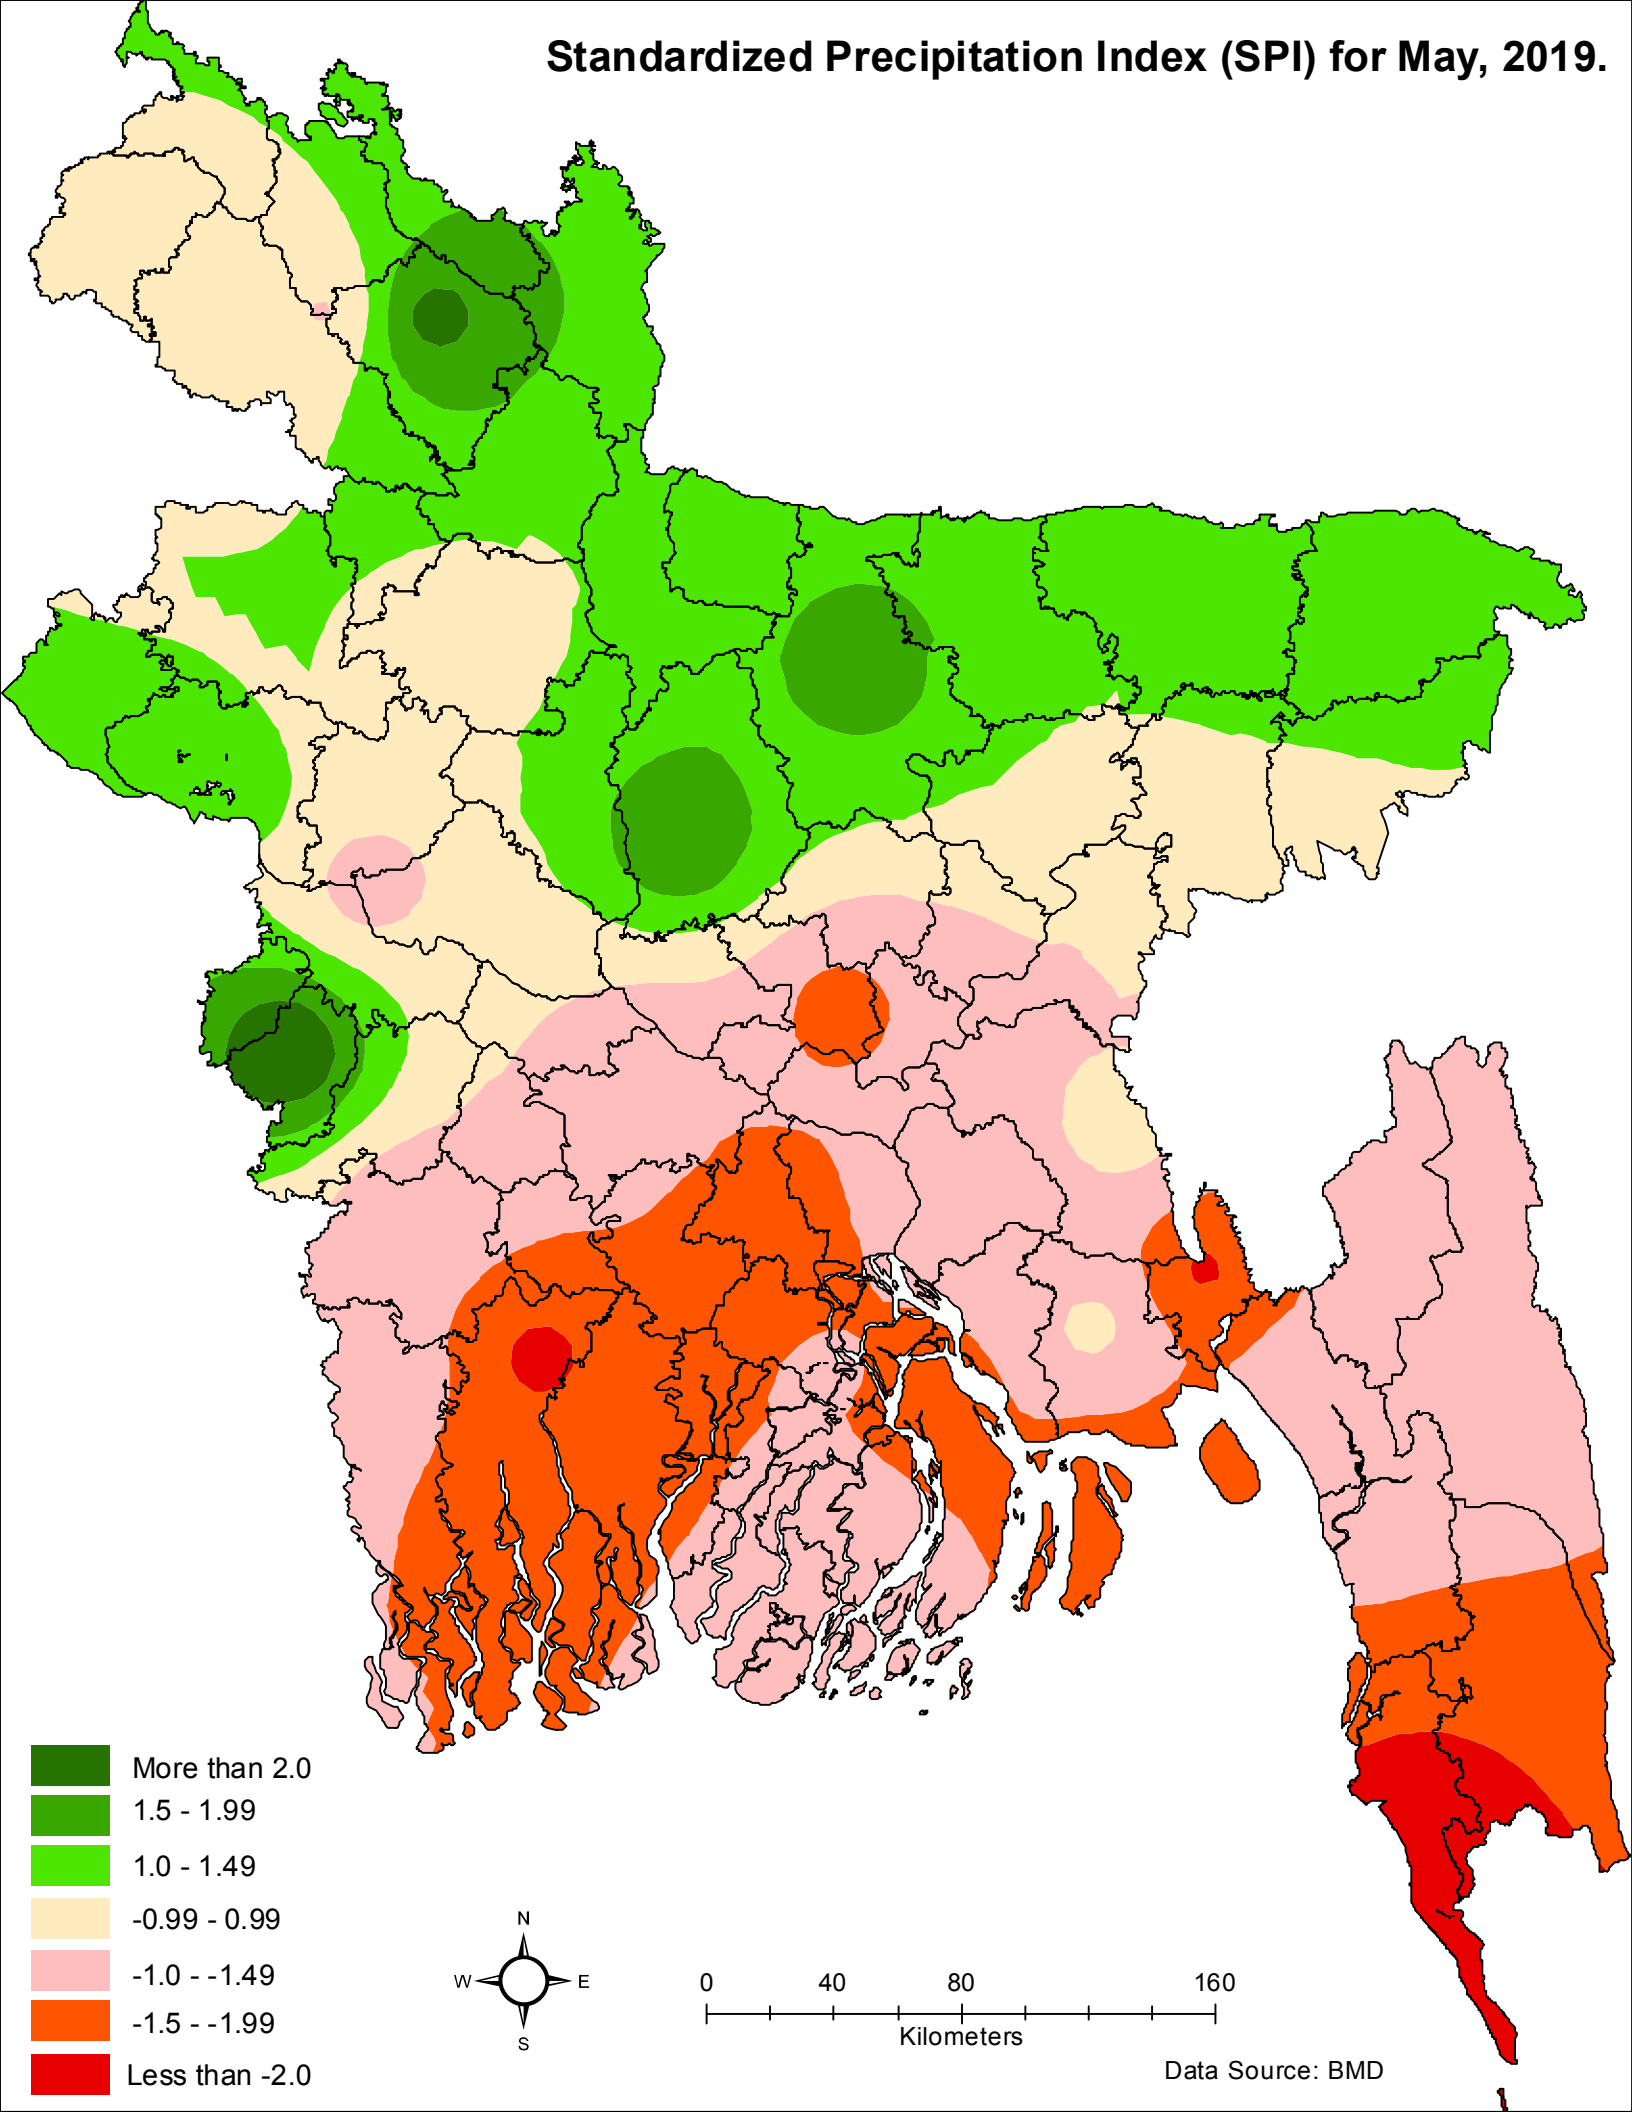 Standardized Precipitation Index (SPI) for May, 2019.
More than 2.0
1.5 - 1.99
1.0 - 1.49
-0.99 - 0.99
-1.0 - -1.49
-1.5 - -1.99
Less than -2.0
N
W E
S
0 40 80 160
Kilometers
Data Source: BMD